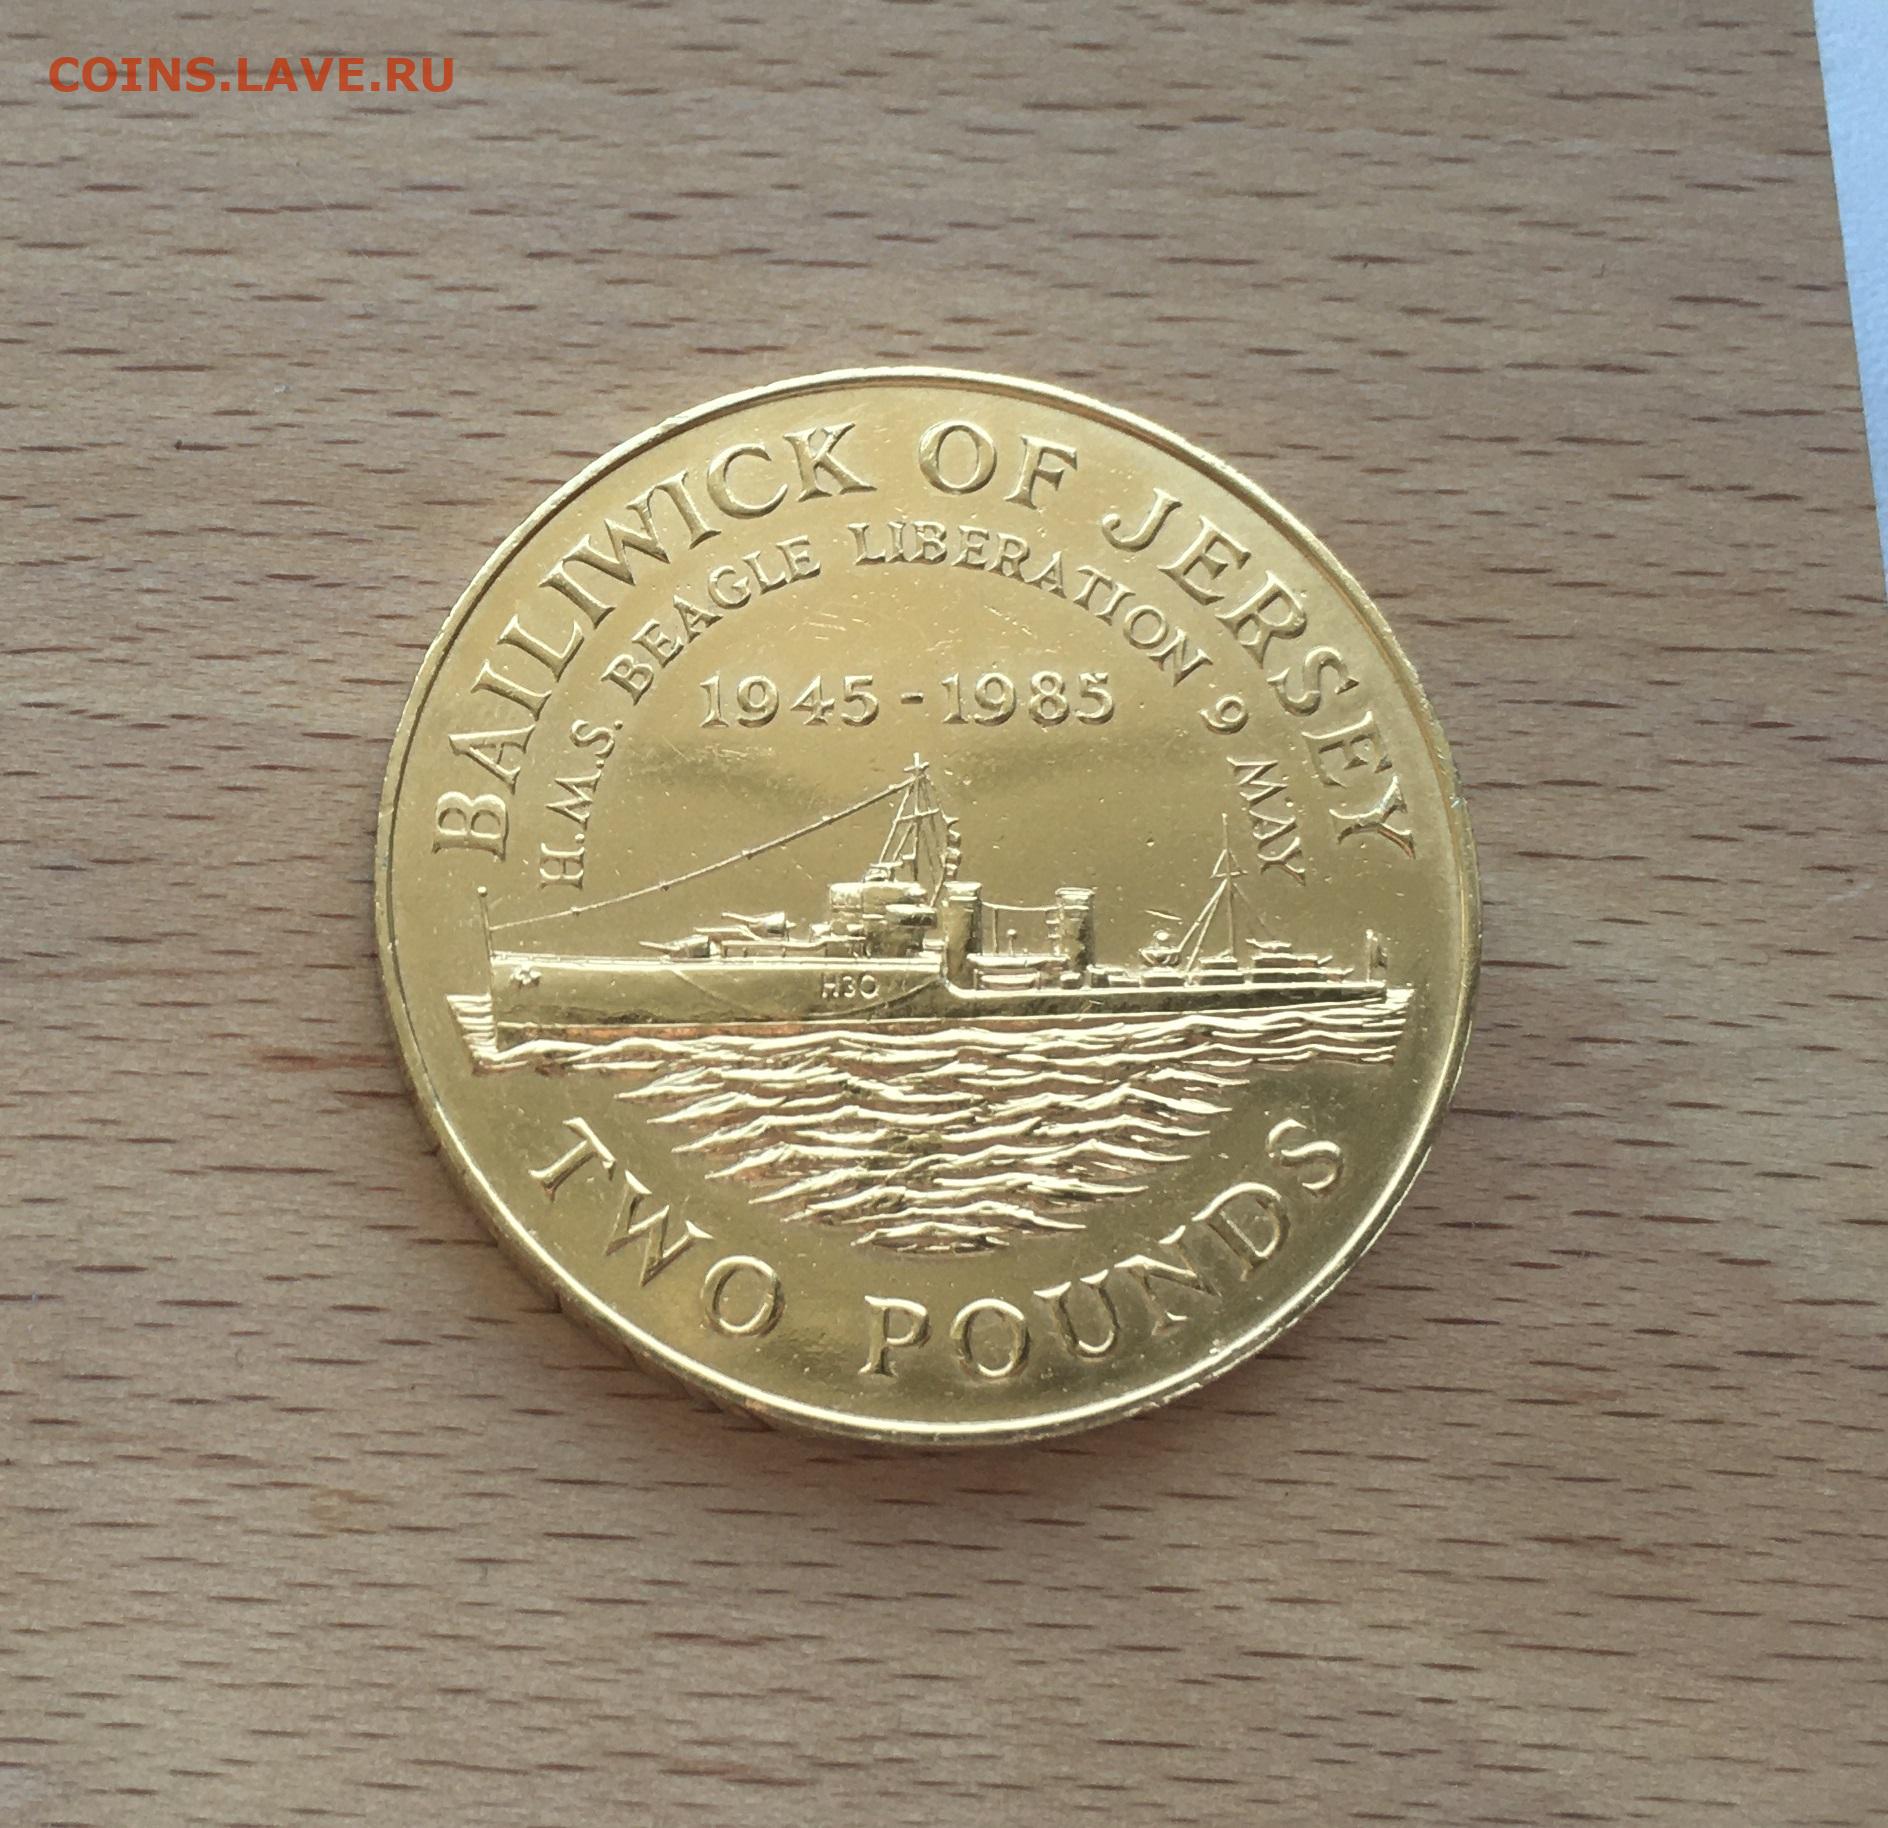 COINS.LAVE.RU
BAILIWICK OF JERSEY
H.M.S. BEAGLE LIBERATION 9 MAY
1945-1985
H30
TWO POUNDS